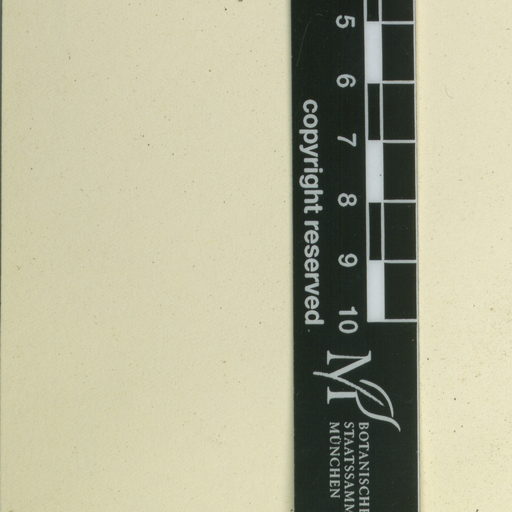 5
6
7
8
9
10
copyright reserved
M
BOTANISCHE
STAATSSAMM
MÜNCHEN